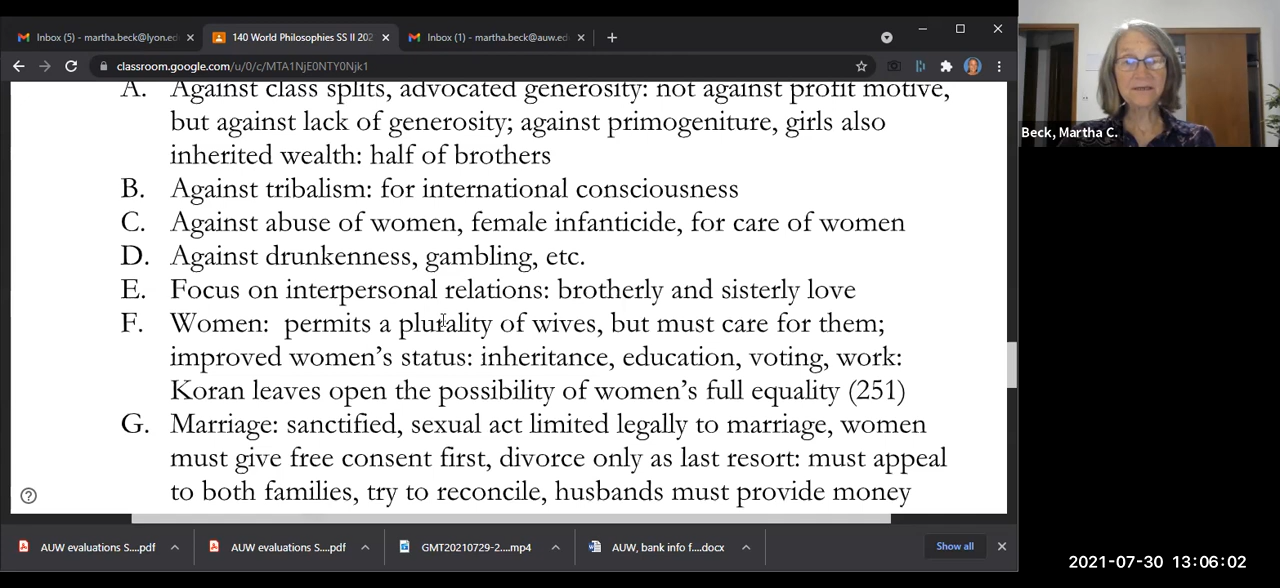 Inbox (5) - martha.beck@lyon.ed
140 World Philosophies SS II 202
Inbox (1) - martha.beck@auw.ed
classroom.google.com/u/0/c/MTA1NjE0NTY0Njk1
Beck, Martha C.
A. Against class splits, advocated generosity: not against profit motive,
but against lack of generosity; against primogeniture, girls also
inherited wealth: half of brothers
B. Against tribalism: for international consciousness
C. Against abuse of women, female infanticide, for care of women
D. Against drunkenness, gambling, etc.
E. Focus on interpersonal relations: brotherly and sisterly love
F. Women: permits a plurality of wives, but must care for them;
improved women's status: inheritance, education, voting, work:
Koran leaves open the possibility of women's full equality (251)
G. Marriage: sanctified, sexual act limited legally to marriage, women
must give free consent first, divorce only as last resort: must appeal
to both families, try to reconcile, husbands must provide money
AUW evaluations S....pdf
AUW evaluations S....pdf
GMT20210729-2....mp4
AUW, bank info f....docx
Show all
2021-07-30 13:06:02